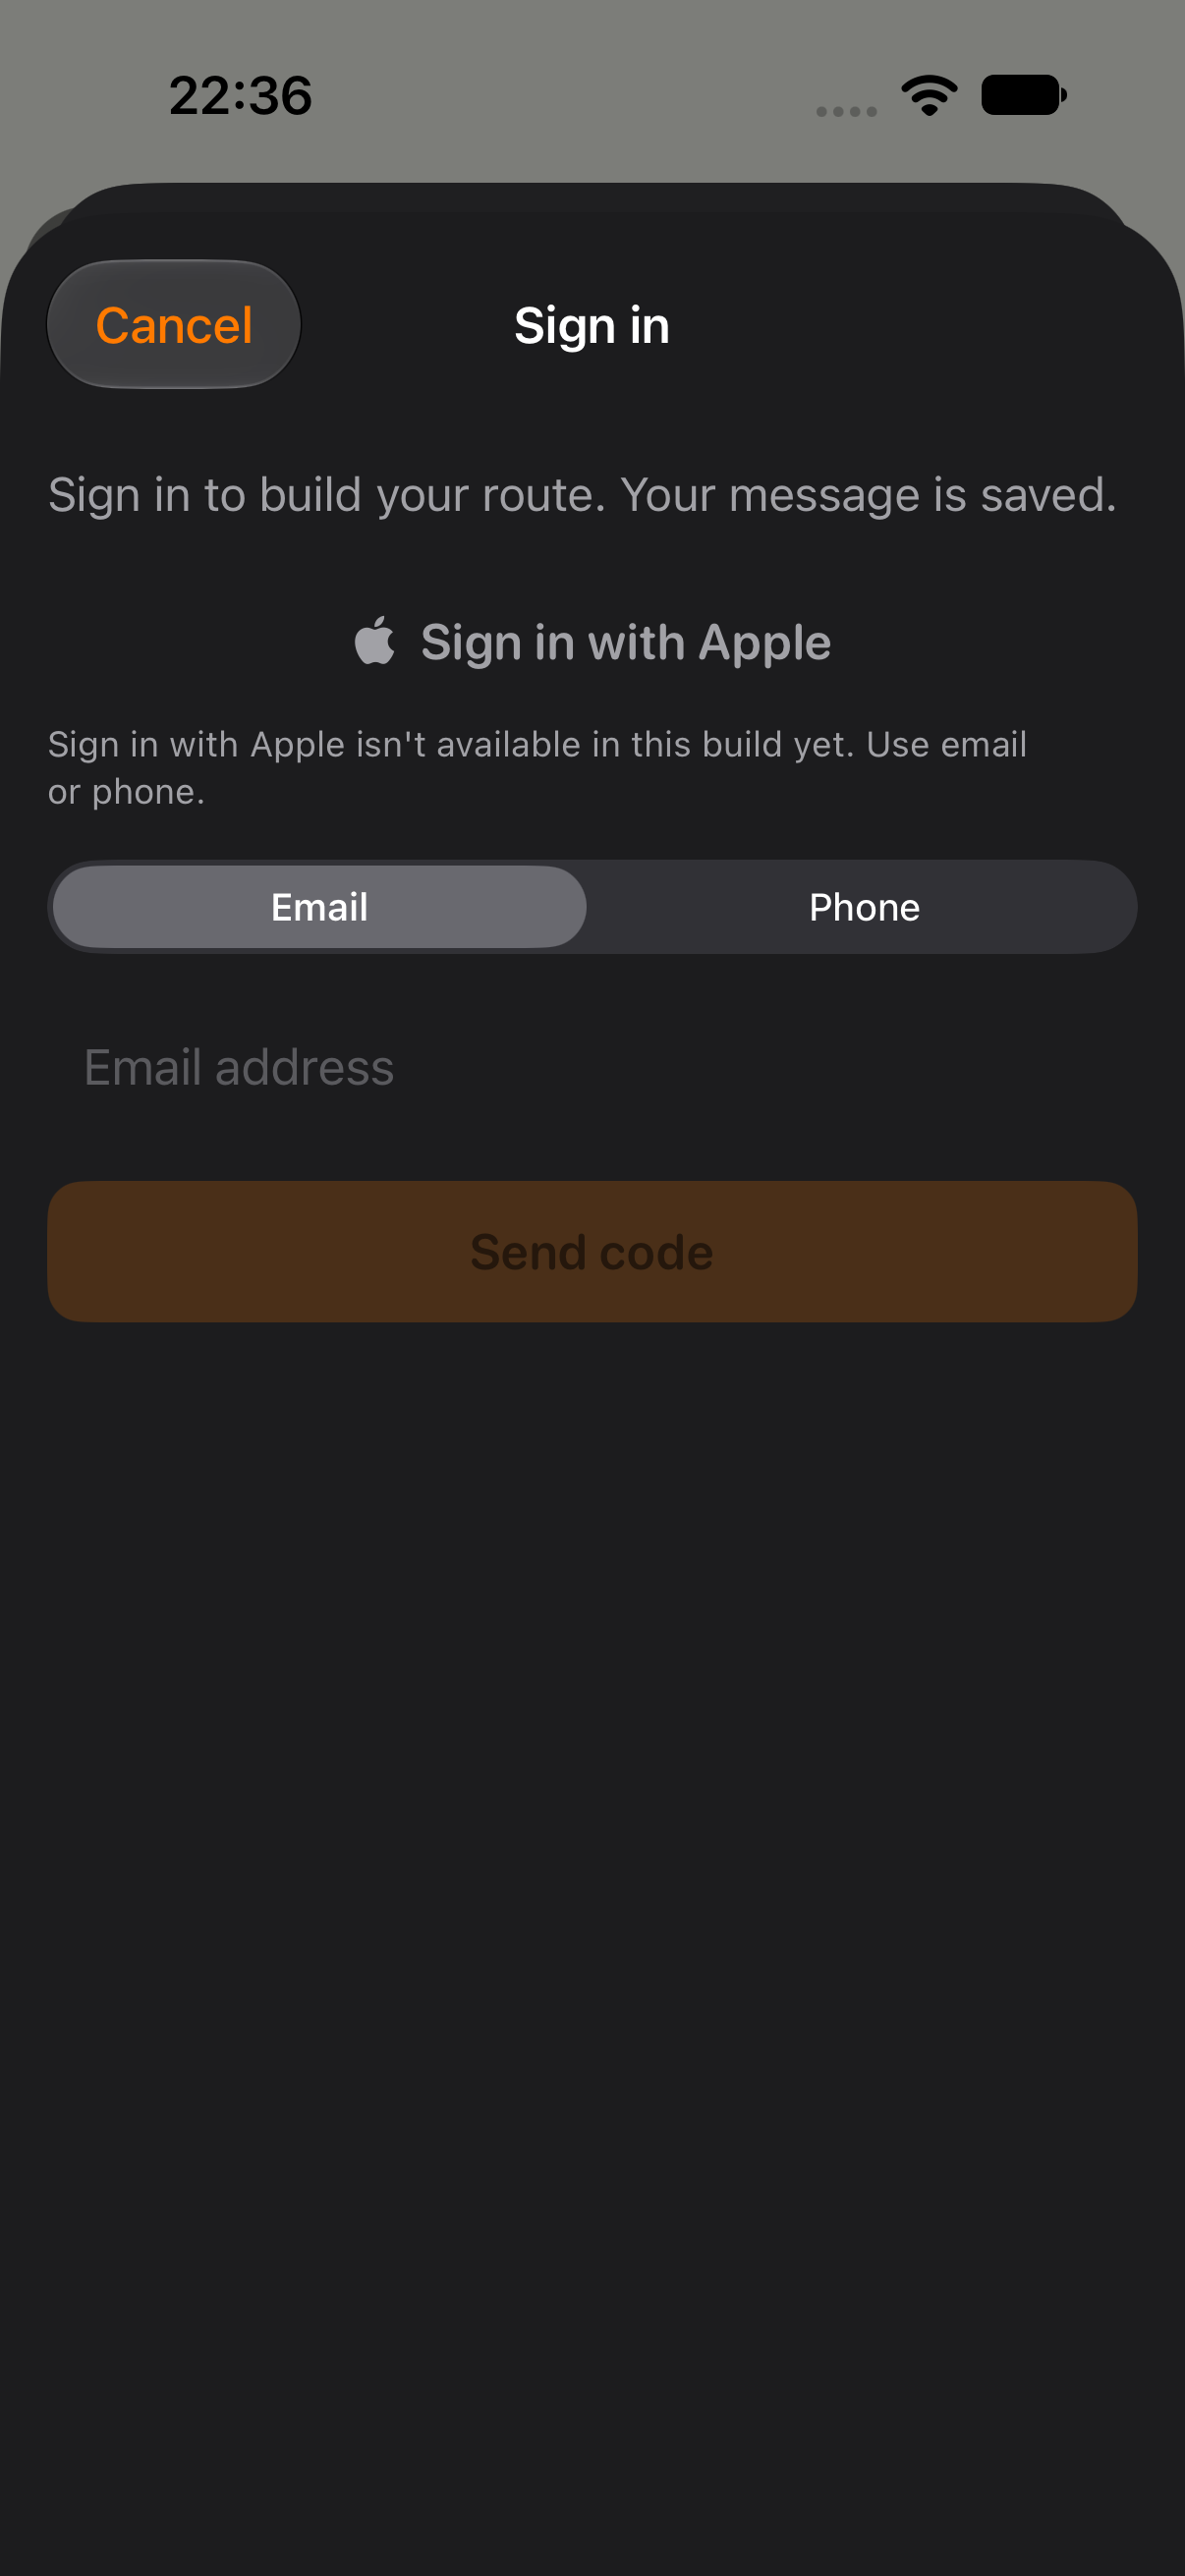 22:36
Cancel
Sign in
Sign in to build your route. Your message is saved.
Sign in with Apple
Sign in with Apple isn't available in this build yet. Use email
or phone.
Email
Phone
Email address
Send code